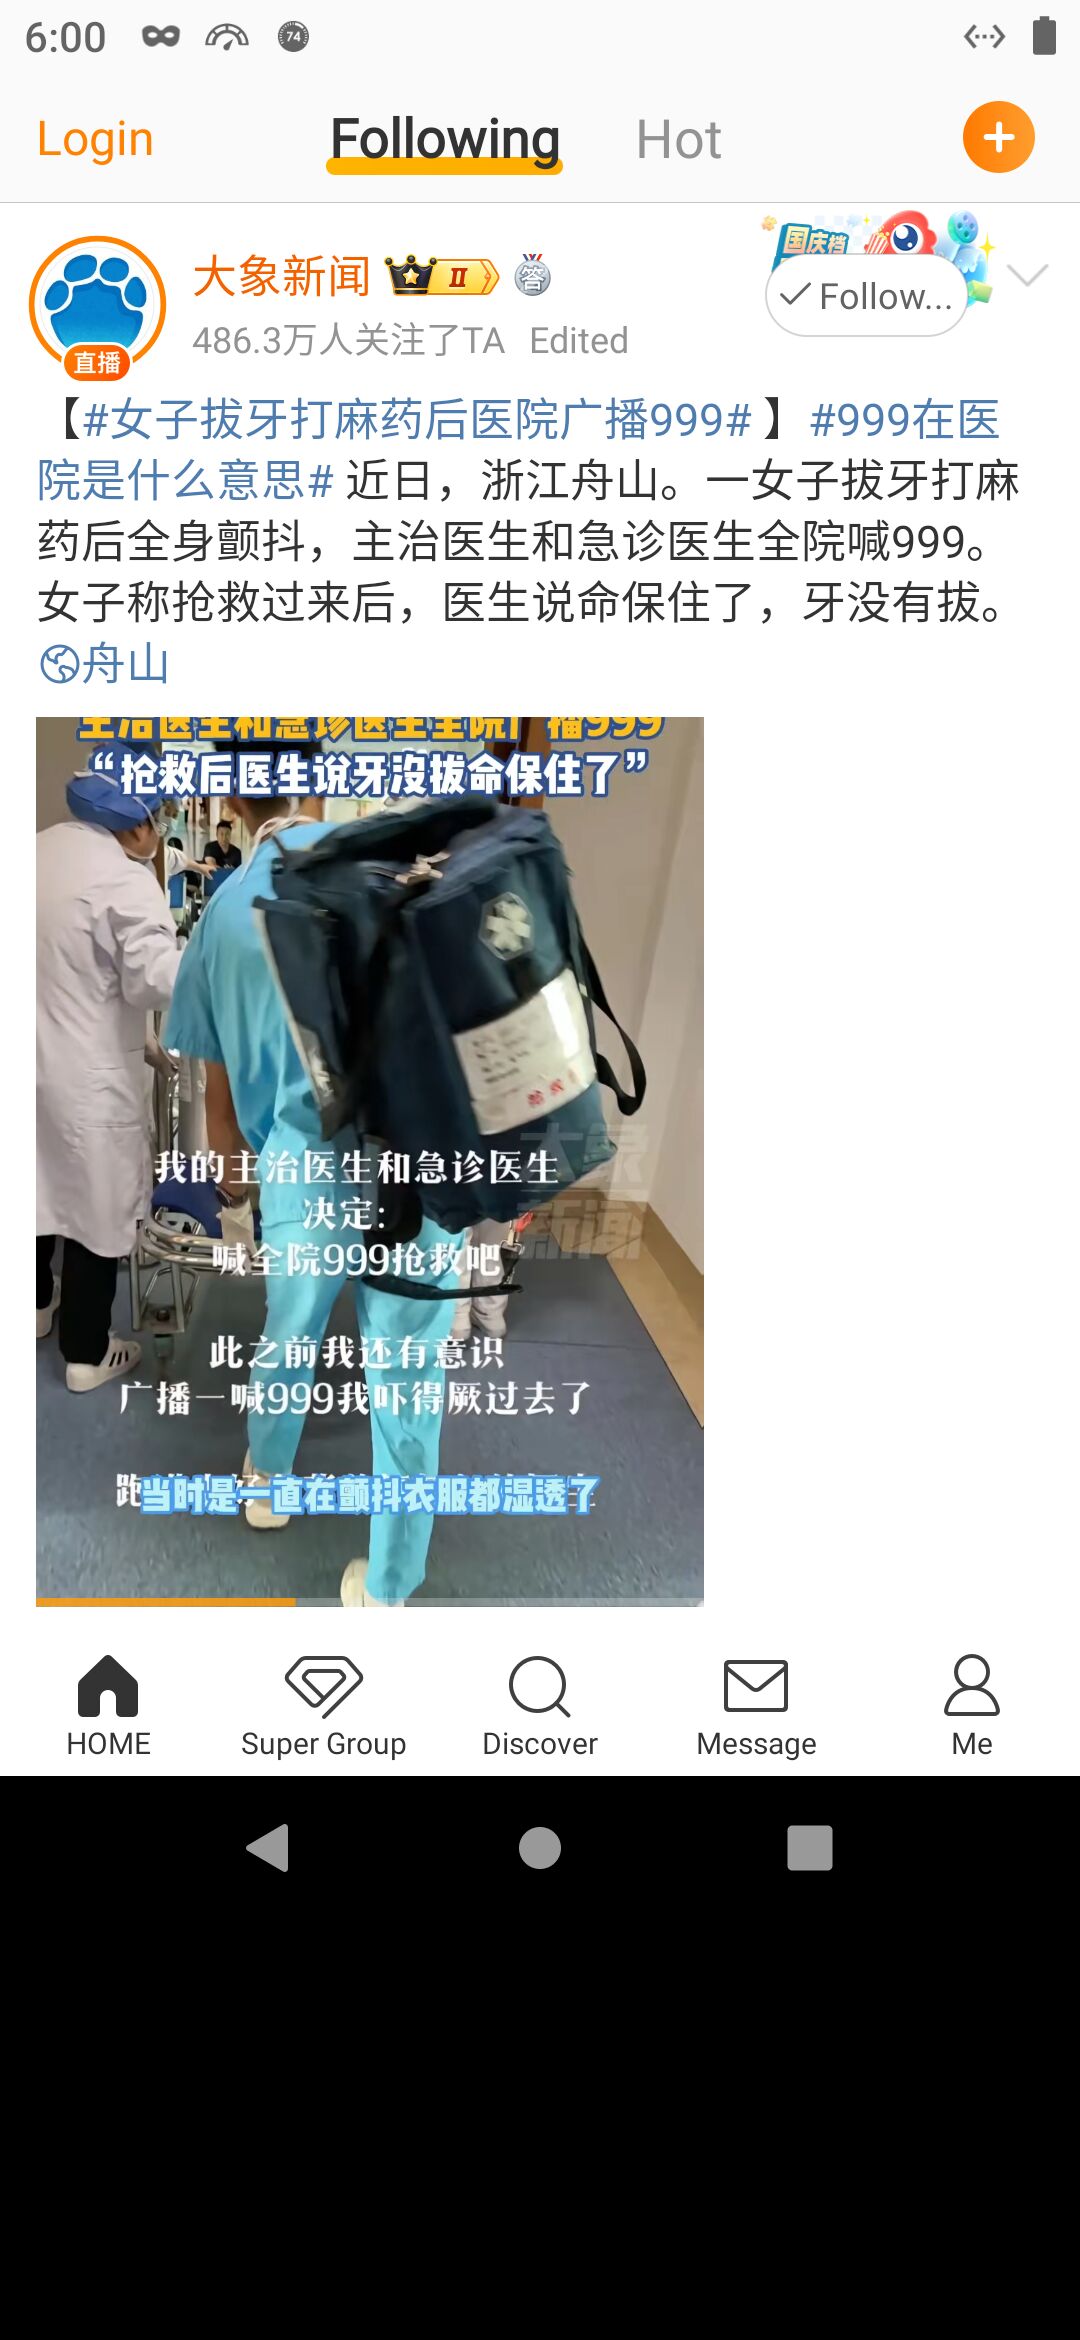 6:00
74
Login
Following
Hot
国庆档
大象新闻
II
答
Follow...
486.3万人关注了TA Edited
直播
【#女子拔牙打麻药后医院广播999#】 #999在医
院是什么意思# 近日，浙江舟山。一女子拔牙打麻
药后全身颤抖，主治医生和急诊医生全院喊999。
女子称抢救过来后，医生说命保住了，牙没有拔。
舟山
主治医生和急诊医生全院广播999
“抢救后医生说牙没拔命保住了”
大象
新闻
我的主治医生和急诊医生
决定:
喊全院999抢救吧
此之前我还有意识
广播一喊999我吓得厥过去了
当时是一直在颤抖衣服都湿透了
HOME
Super Group
Discover
Message
Me